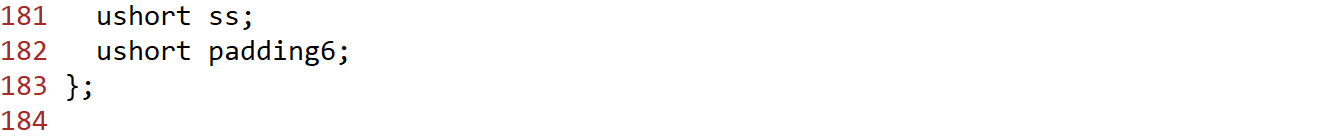 181   ushort ss;
182   ushort padding6;
183 };
184